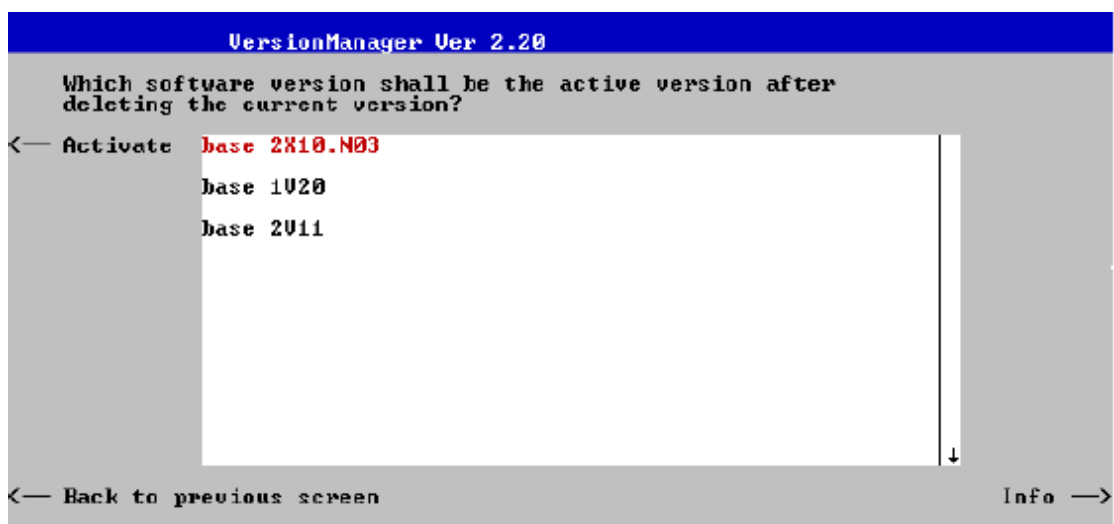 VersionManager Ver 2.20
Which software version shall be the active version after
deleting the current version?
<— Activate base 2X10.N03
base 1V20
base 2V11
↓
<— Back to previous screen Info —>